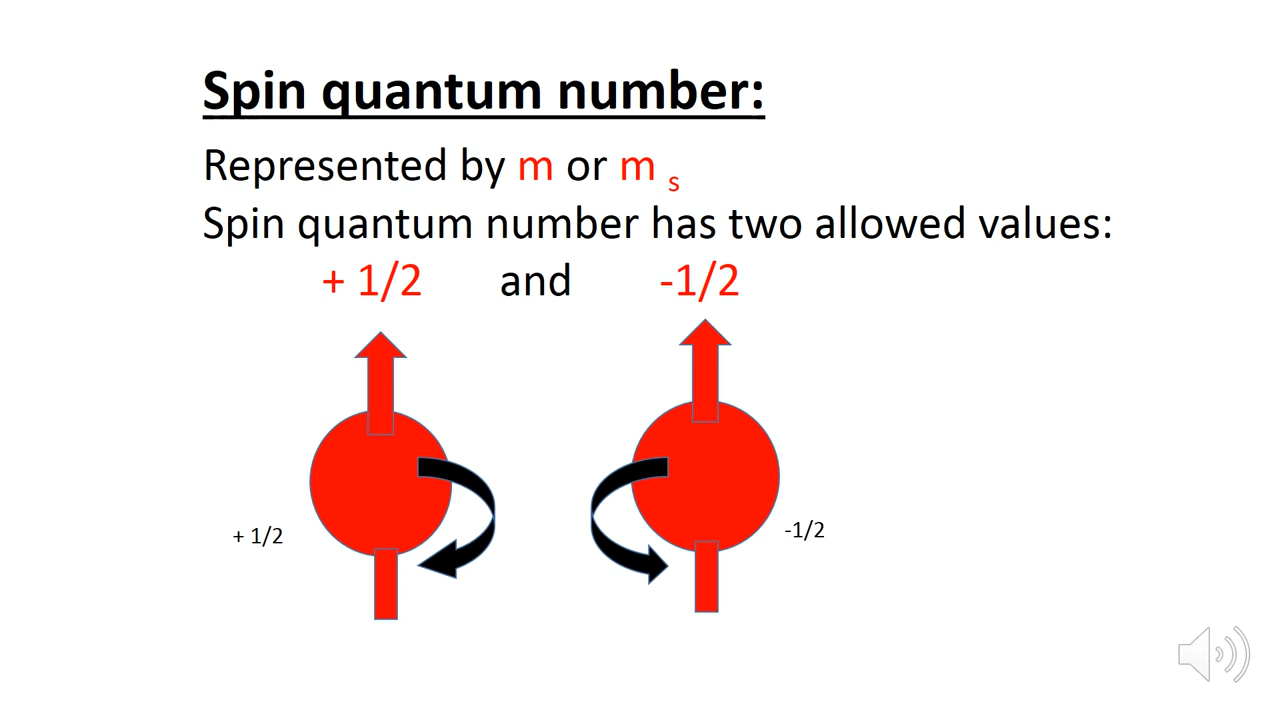 Spin quantum number:
Represented by m or m s
Spin quantum number has two allowed values:
+ 1/2 and -1/2
+ 1/2
-1/2